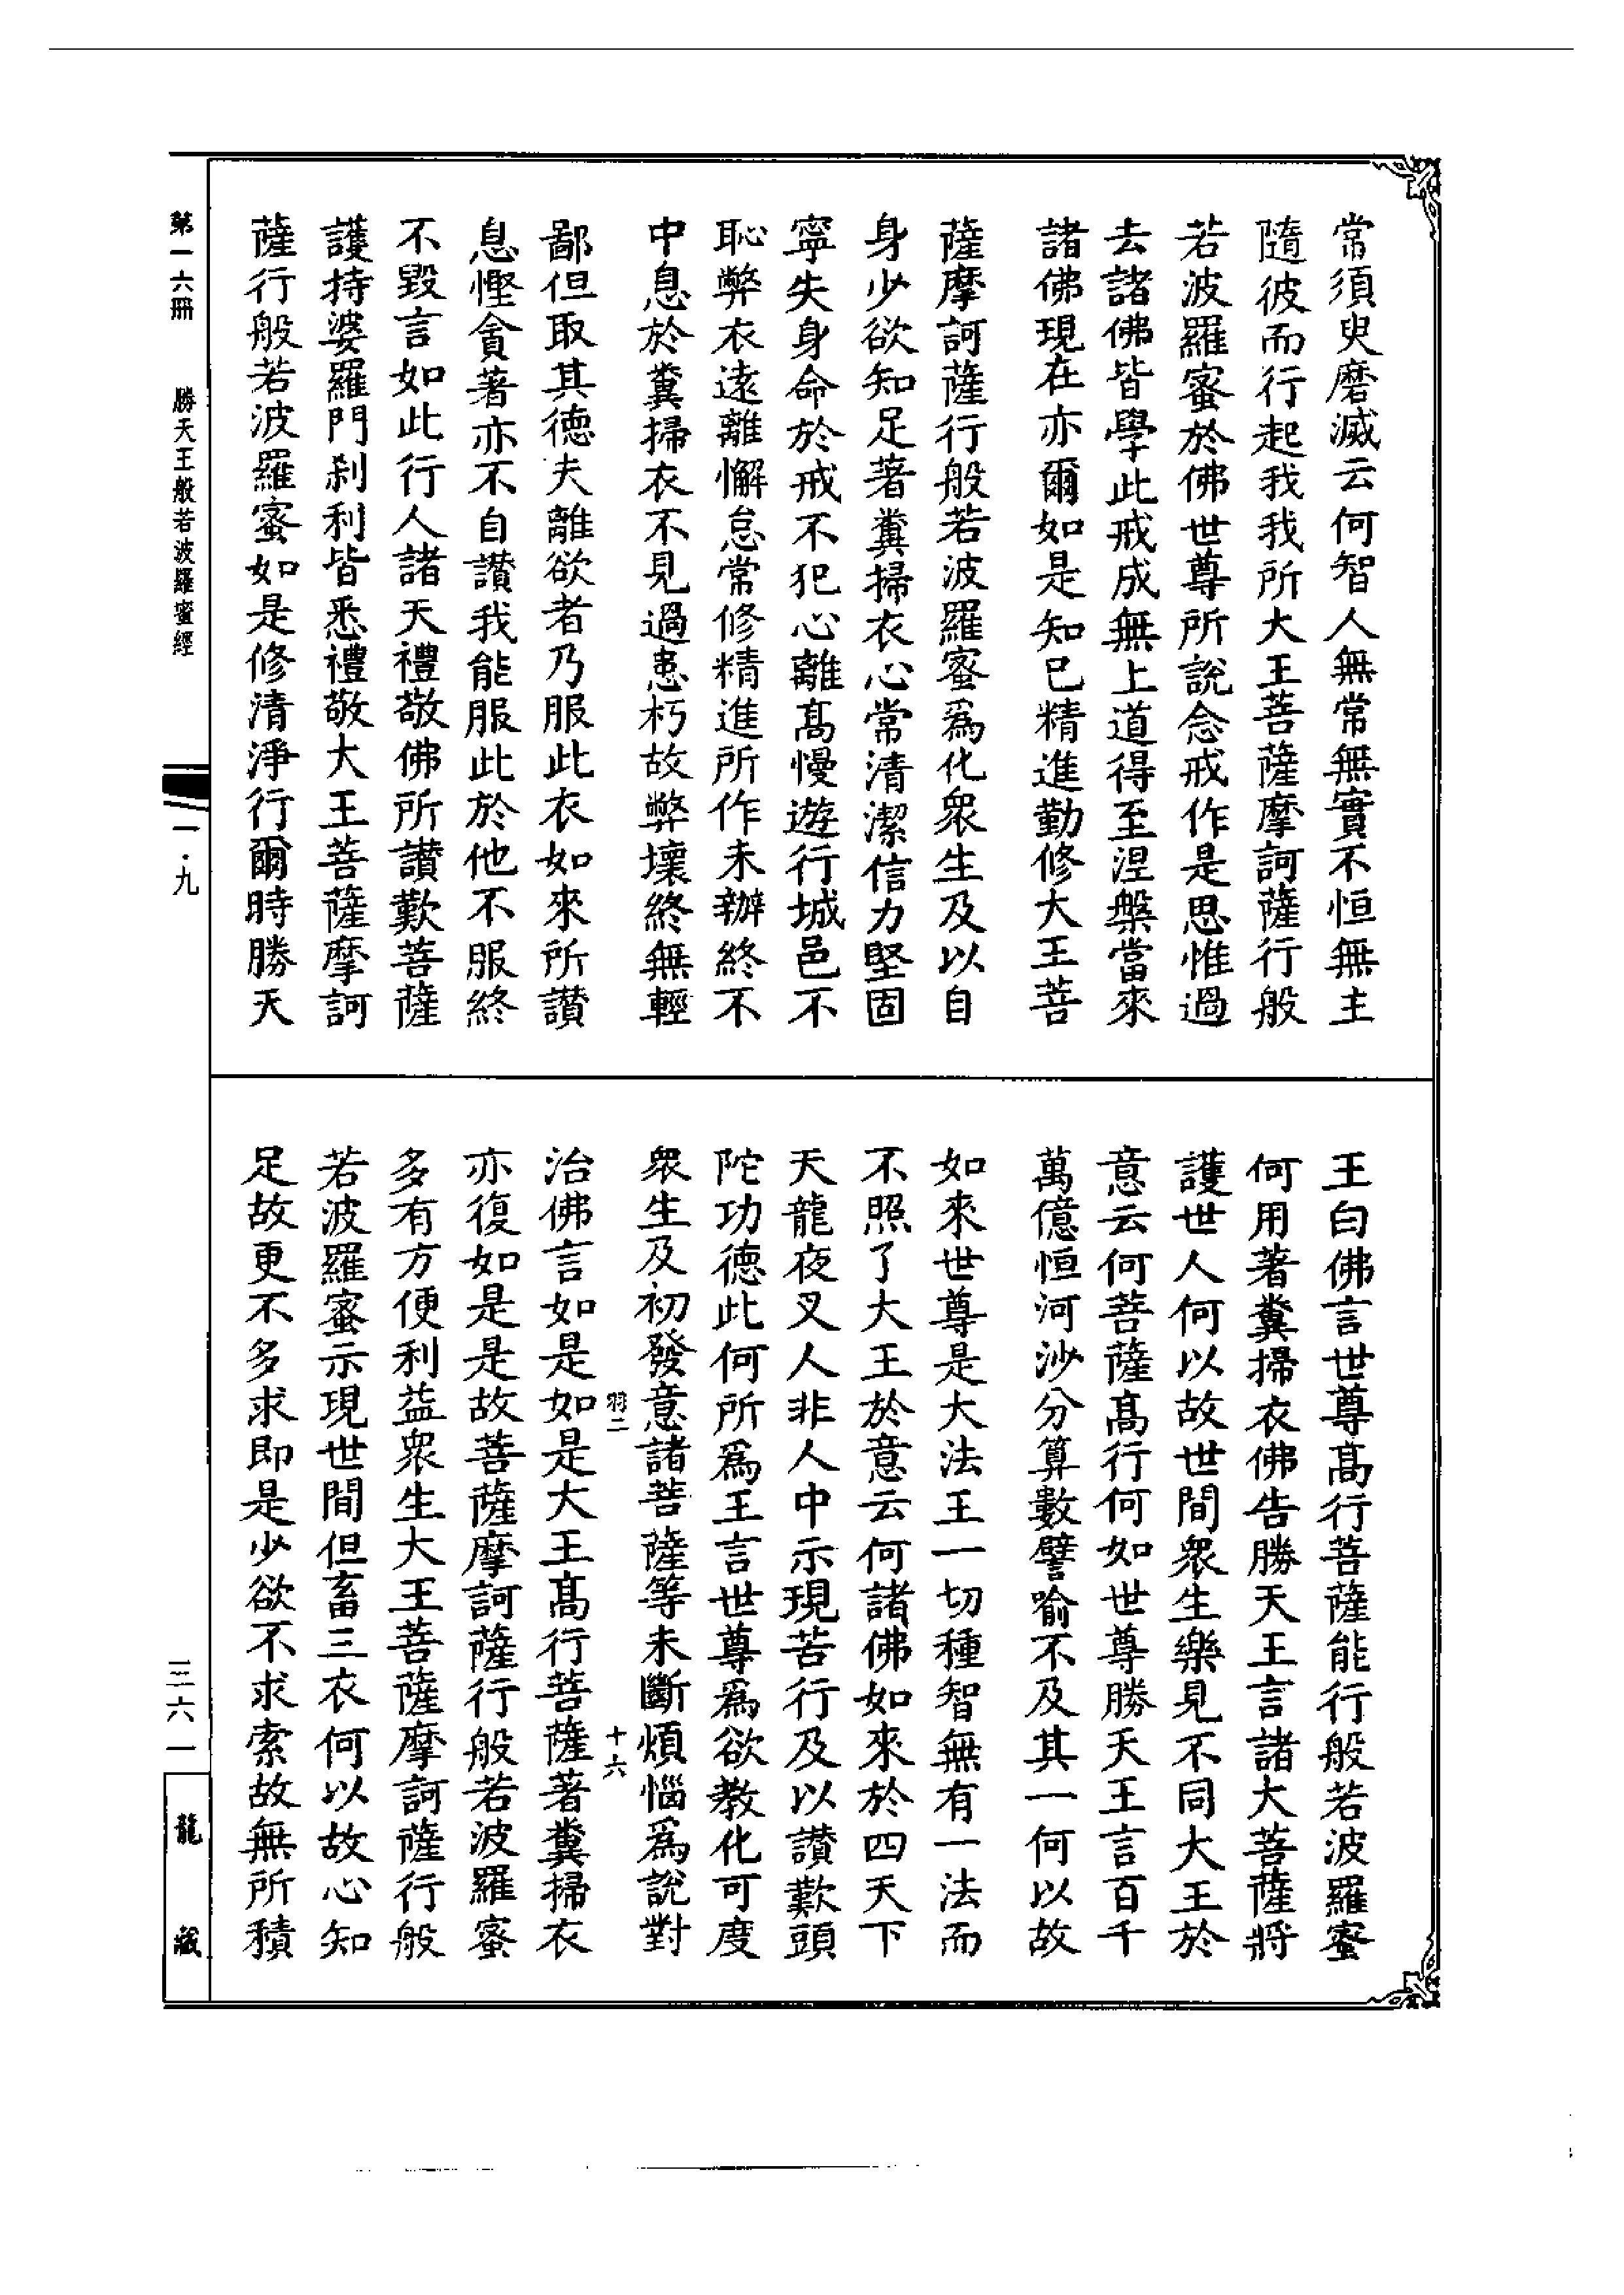 常須臾磨滅云何智人無常無實不恒無主
隨彼而行起我我所大王菩薩摩訶薩行般
若波羅蜜於佛世尊所說念戒作是思惟過
去諸佛皆學此戒成無上道得至涅槃當來
諸佛現在亦爾如是知已精進勤修大王菩
薩摩訶薩行般若波羅蜜爲化衆生及以自
身少欲知足著糞掃衣心常清潔信力堅固
寧失身命於戒不犯心離髙慢遊行城邑不
恥弊衣遠離懈怠常修精進所作未辦終不
中息於糞掃衣不見過患朽故弊壞終無輕
鄙但取其德夫離欲者乃服此衣如來所讃
息慳貪著亦不自讃我能服此於他不服終
不毀言如此行人諸天禮敬佛所讃歎菩薩
護持婆羅門刹利皆悉禮敬大王菩薩摩訶
薩行般若波羅蜜如是修清淨行爾時勝天
王白佛言世尊髙行菩薩能行般若波羅蜜
何用著糞掃衣佛告勝天王言諸大菩薩將
護世人何以故世間衆生樂見不同大王於
意云何菩薩髙行何如世尊勝天王言百千
萬億恒河沙分算數譬喻不及其一何以故
如來世尊是大法王一切種智無有一法而
不照了大王於意云何諸佛如來於四天下
天龍夜叉人非人中示現苦行及以讃歎頭
陀功德此何所爲王言世尊爲欲教化可度
衆生及初發意諸菩薩等未斷煩惱爲說對
羽二 十六
治佛言如是如是大王髙行菩薩著糞掃衣
亦復如是是故菩薩摩訶薩行般若波羅蜜
多有方便利益衆生大王菩薩摩訶薩行般
若波羅蜜示現世間但畜三衣何以故心知
足故更不多求即是少欲不求索故無所積
第一六冊 勝天王般若波羅蜜經 一·九
三六一 龍藏